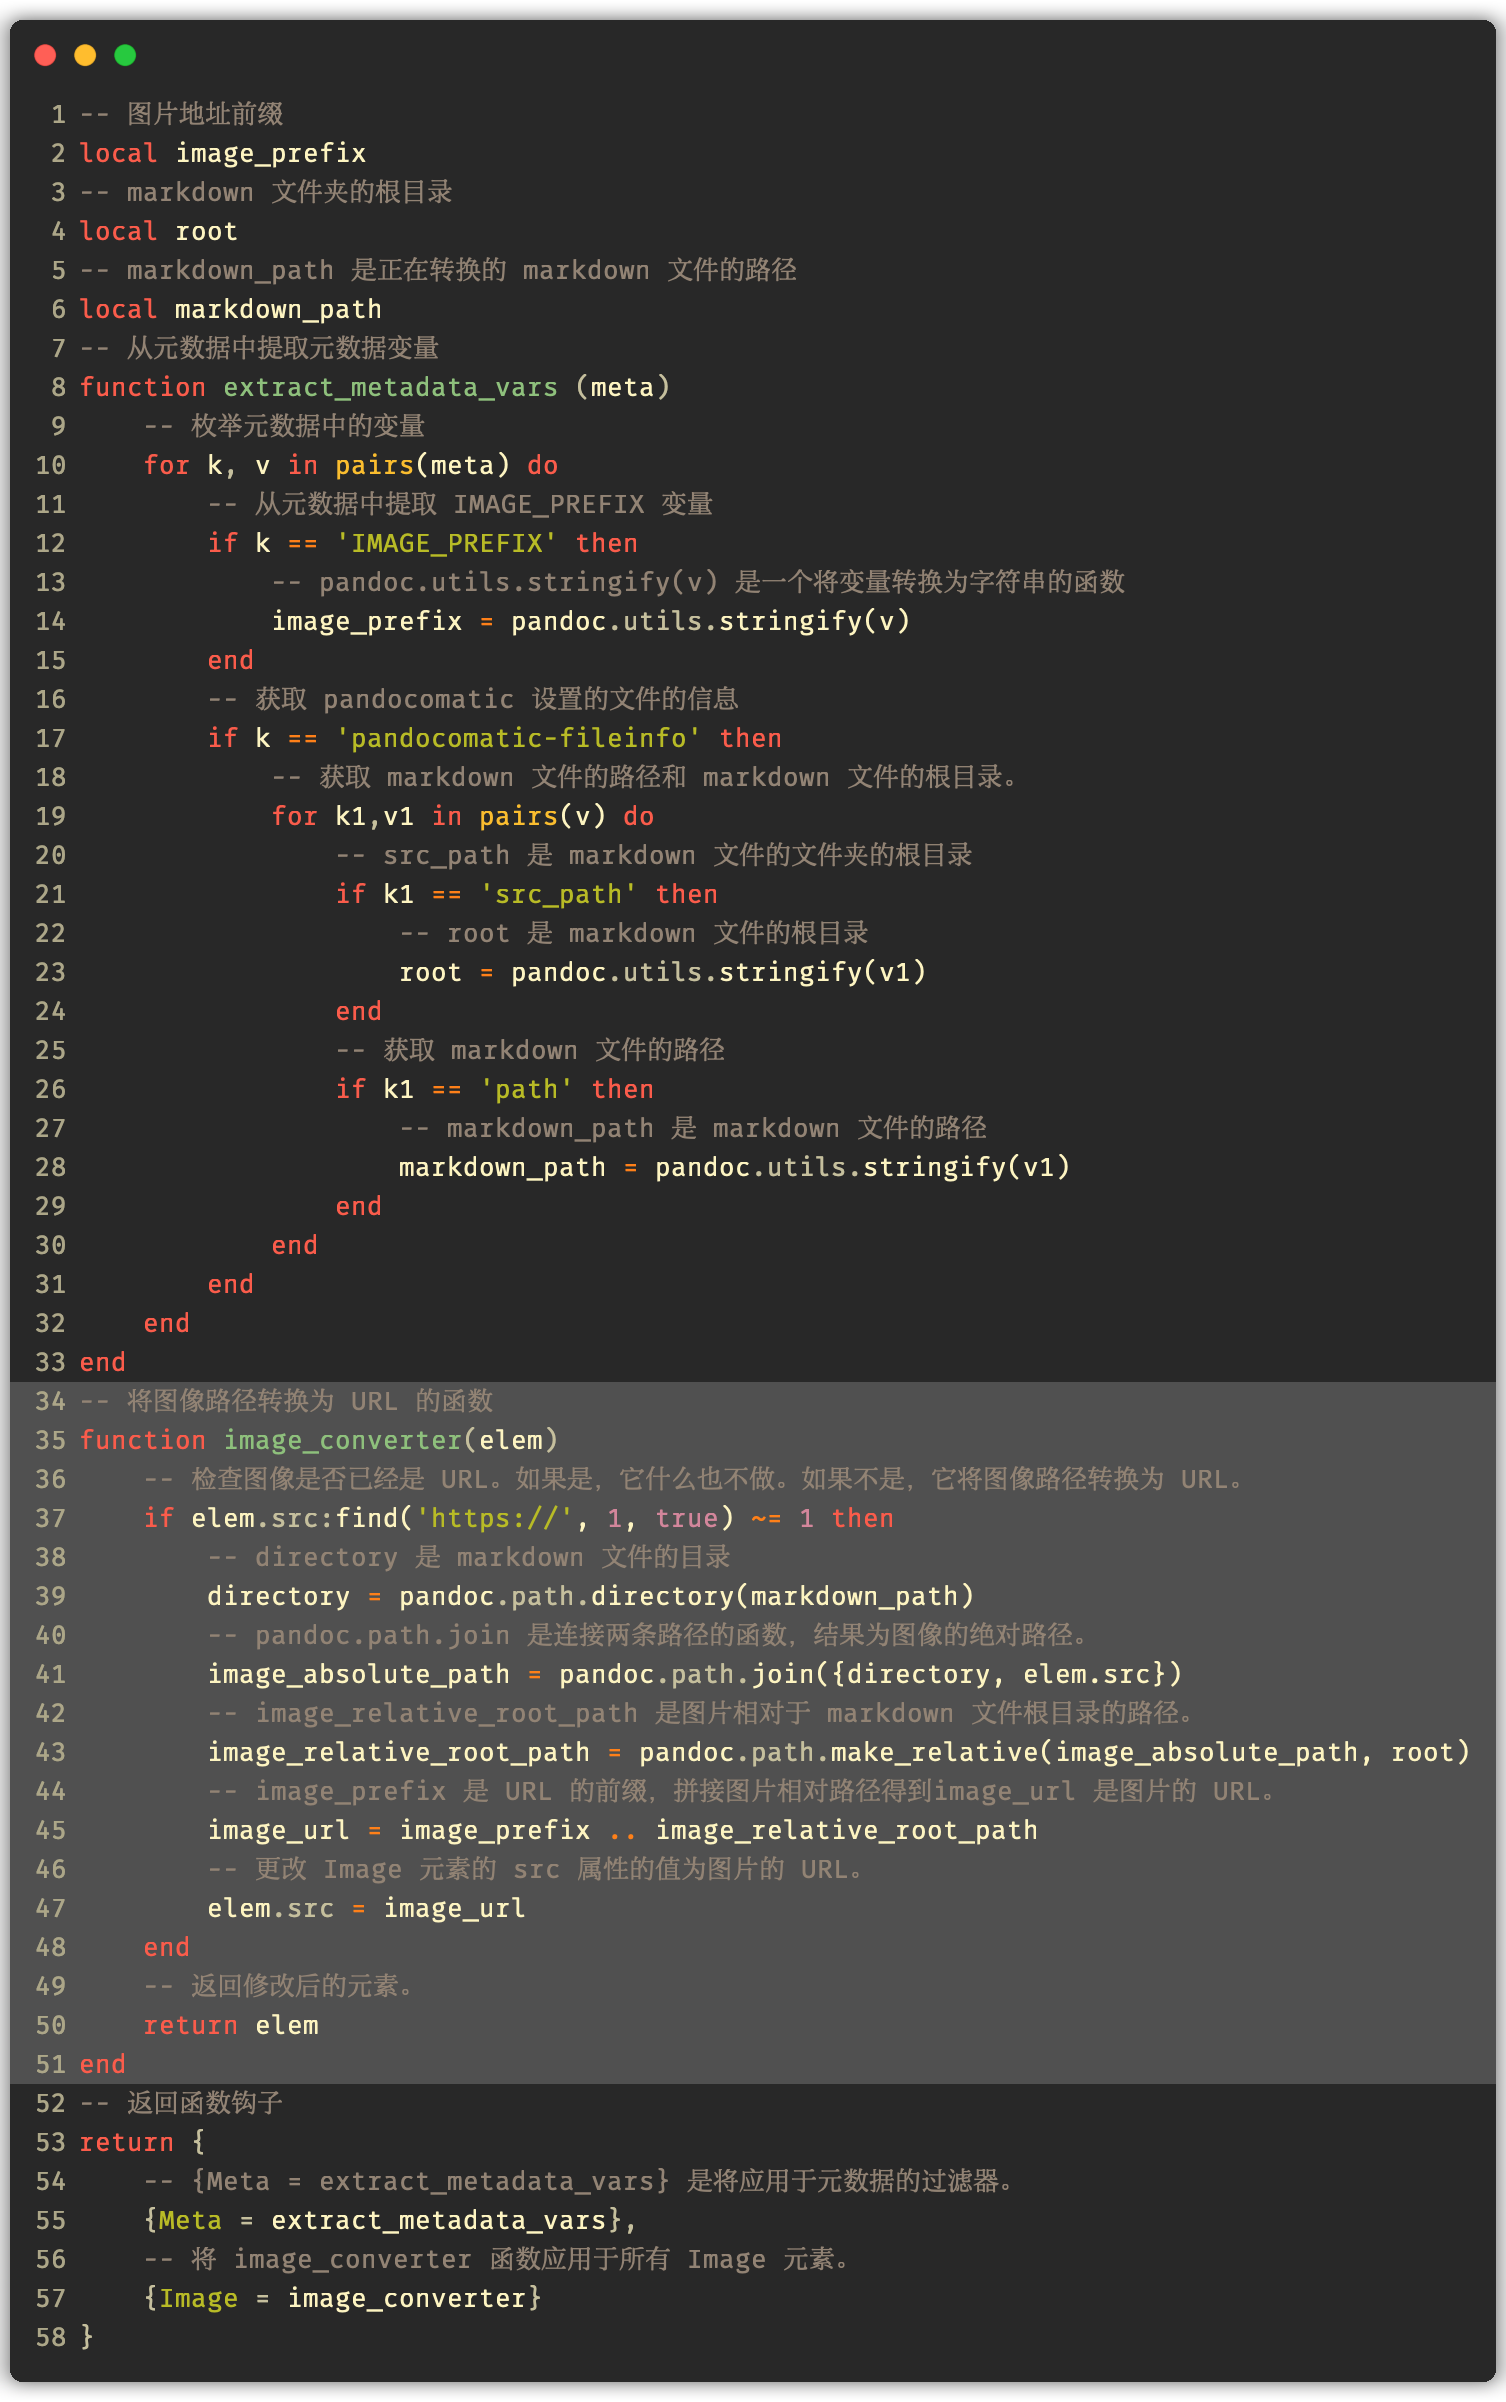 1 -- 图片地址前缀
2 local image_prefix
3 -- markdown 文件夹的根目录
4 local root
5 -- markdown_path 是正在转换的 markdown 文件的路径
6 local markdown_path
7 -- 从元数据中提取元数据变量
8 function extract_metadata_vars (meta)
9     -- 枚举元数据中的变量
10     for k, v in pairs(meta) do
11         -- 从元数据中提取 IMAGE_PREFIX 变量
12         if k == 'IMAGE_PREFIX' then
13             -- pandoc.utils.stringify(v) 是一个将变量转换为字符串的函数
14             image_prefix = pandoc.utils.stringify(v)
15         end
16         -- 获取 pandocomatic 设置的文件的信息
17         if k == 'pandocomatic-fileinfo' then
18             -- 获取 markdown 文件的路径和 markdown 文件的根目录。
19             for k1,v1 in pairs(v) do
20                 -- src_path 是 markdown 文件的文件夹的根目录
21                 if k1 == 'src_path' then
22                     -- root 是 markdown 文件的根目录
23                     root = pandoc.utils.stringify(v1)
24                 end
25                 -- 获取 markdown 文件的路径
26                 if k1 == 'path' then
27                     -- markdown_path 是 markdown 文件的路径
28                     markdown_path = pandoc.utils.stringify(v1)
29                 end
30             end
31         end
32     end
33 end
34 -- 将图像路径转换为 URL 的函数
35 function image_converter(elem)
36     -- 检查图像是否已经是 URL。如果是，它什么也不做。如果不是，它将图像路径转换为 URL。
37     if elem.src:find('https://', 1, true) ~= 1 then
38         -- directory 是 markdown 文件的目录
39         directory = pandoc.path.directory(markdown_path)
40         -- pandoc.path.join 是连接两条路径的函数，结果为图像的绝对路径。
41         image_absolute_path = pandoc.path.join({directory, elem.src})
42         -- image_relative_root_path 是图片相对于 markdown 文件根目录的路径。
43         image_relative_root_path = pandoc.path.make_relative(image_absolute_path, root)
44         -- image_prefix 是 URL 的前缀，拼接图片相对路径得到image_url 是图片的 URL。
45         image_url = image_prefix .. image_relative_root_path
46         -- 更改 Image 元素的 src 属性的值为图片的 URL。
47         elem.src = image_url
48     end
49     -- 返回修改后的元素。
50     return elem
51 end
52 -- 返回函数钩子
53 return {
54     -- {Meta = extract_metadata_vars} 是将应用于元数据的过滤器。
55     {Meta = extract_metadata_vars},
56     -- 将 image_converter 函数应用于所有 Image 元素。
57     {Image = image_converter}
58 }